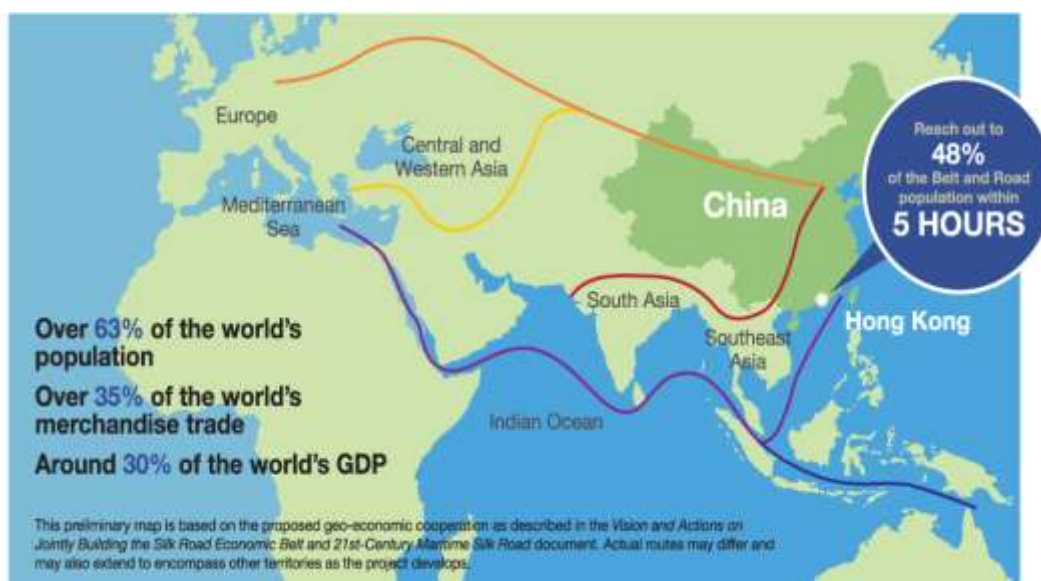 Europe
Central and
Western Asia
Mediterranean
Sea
China
Reach out to
48%
of the Belt and Road
population within
5 HOURS
South Asia
Southeast
Asia
Hong Kong
Indian Ocean
Over 63% of the world's
population
Over 35% of the world's
merchandise trade
Around 30% of the world's GDP
This preliminary map is based on the proposed geo-economic cooperation as described in the Vision and Actions on
Jointly Building the Silk Road Economic Belt and 21st-Century Maritime Silk Road document. Actual routes may differ and
may also extend to encompass other territories as the project develops.